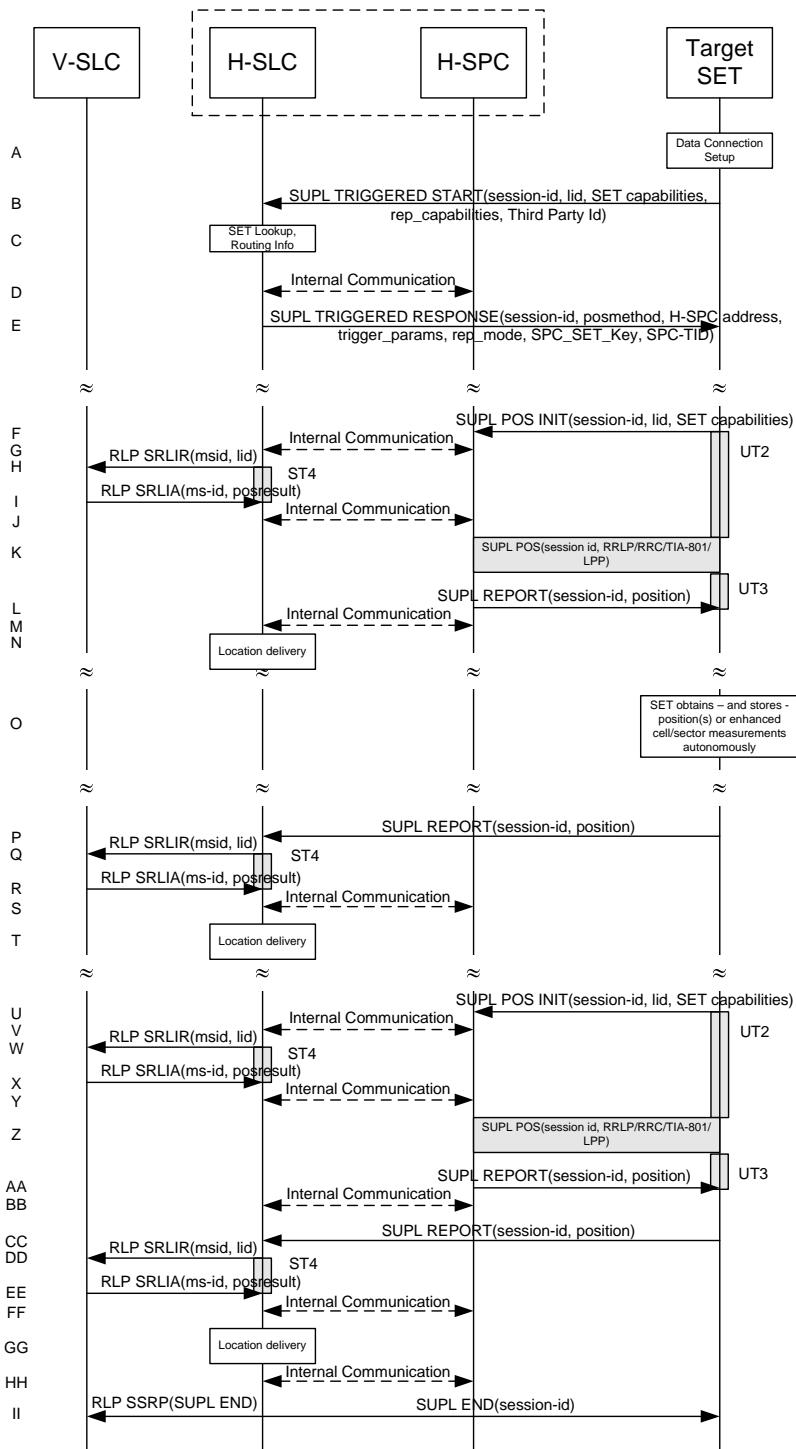 V-SLC
H-SLC
H-SPC
Target
SET
A
Data Connection
Setup
B
SUPL TRIGGERED START(session-id, lid, SET capabilities,
rep_capabilities, Third Party Id)
C
SET Lookup,
Routing Info
D
Internal Communication
E
SUPL TRIGGERED RESPONSE(session-id, posmethod, H-SPC address,
trigger_params, rep_mode, SPC_SET_Key, SPC-TID)
≈ ≈ ≈ ≈
F
SUPL POS INIT(session-id, lid, SET capabilities)
UT2
G
Internal Communication
H
RLP SRLIR(msid, lid)
ST4
I
RLP SRLIA(ms-id, posresult)
J
Internal Communication
K
SUPL POS(session id, RRLP/RRC/TIA-801/
LPP)
UT3
L
SUPL REPORT(session-id, position)
M
Internal Communication
N
Location delivery
≈ ≈ ≈ ≈
O
SET obtains – and stores -
position(s) or enhanced
cell/sector measurements
autonomously
≈ ≈ ≈ ≈
P
SUPL REPORT(session-id, position)
Q
RLP SRLIR(msid, lid)
ST4
R
RLP SRLIA(ms-id, posresult)
S
Internal Communication
T
Location delivery
≈ ≈ ≈ ≈
U
SUPL POS INIT(session-id, lid, SET capabilities)
UT2
V
Internal Communication
W
RLP SRLIR(msid, lid)
ST4
X
RLP SRLIA(ms-id, posresult)
Y
Internal Communication
Z
SUPL POS(session id, RRLP/RRC/TIA-801/
LPP)
UT3
AA
SUPL REPORT(session-id, position)
BB
Internal Communication
CC
SUPL REPORT(session-id, position)
DD
RLP SRLIR(msid, lid)
ST4
EE
RLP SRLIA(ms-id, posresult)
FF
Internal Communication
GG
Location delivery
HH
Internal Communication
II
RLP SSRP(SUPL END)
SUPL END(session-id)